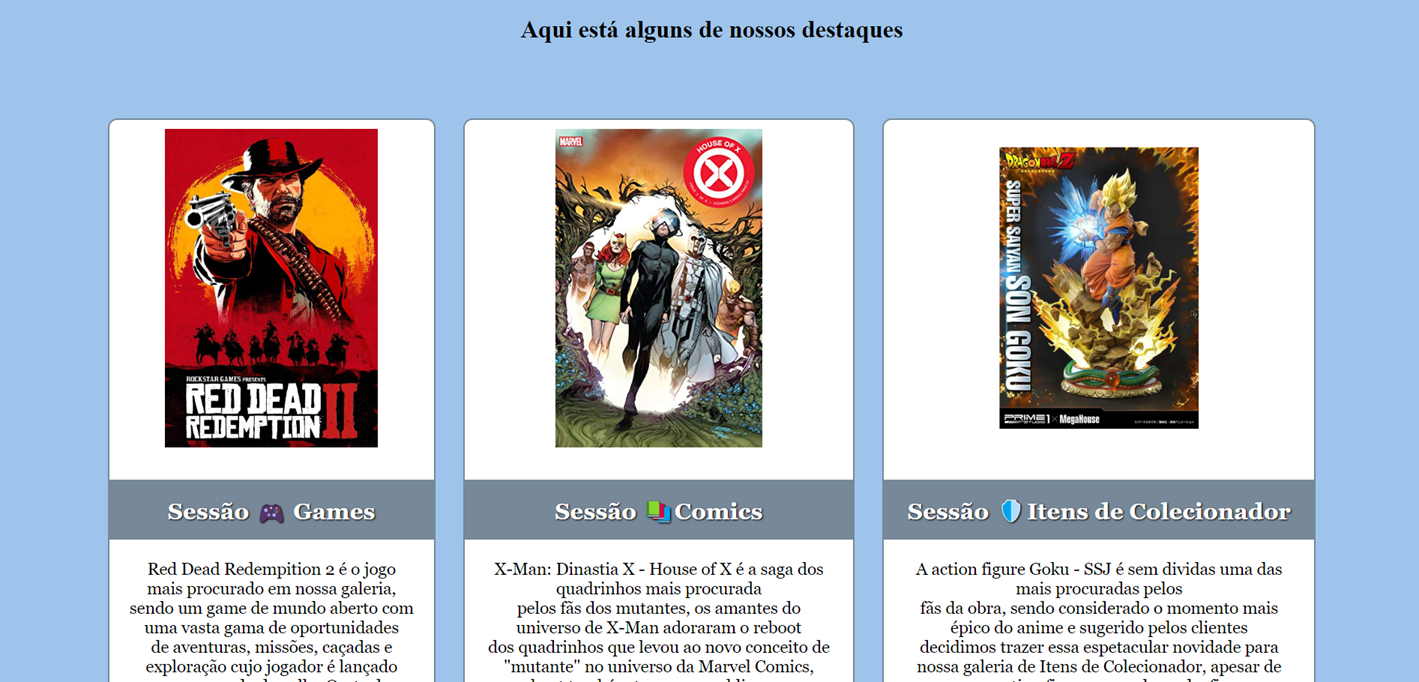 Aqui está alguns de nossos destaques
ROCKSTAR GAMES PRESENTS
RED DEAD
REDEMPTION II
MARVEL
HOUSE OF X
DRAGONBALL Z
SUPER SAIYAN SON GOKU
PRIME 1 STUDIO × MegaHouse
Sessão 🎮 Games
Sessão 📚Comics
Sessão 🛡️Itens de Colecionador
Red Dead Redempition 2 é o jogo
mais procurado em nossa galeria,
sendo um game de mundo aberto com
uma vasta gama de oportunidades
de aventuras, missões, caçadas e
exploração cujo jogador é lançado
X-Man: Dinastia X - House of X é a saga dos
quadrinhos mais procurada
pelos fãs dos mutantes, os amantes do
universo de X-Man adoraram o reboot
dos quadrinhos que levou ao novo conceito de
"mutante" no universo da Marvel Comics,
A action figure Goku - SSJ é sem dividas uma das
mais procuradas pelos
fãs da obra, sendo considerado o momento mais
épico do anime e sugerido pelos clientes
decidimos trazer essa espetacular novidade para
nossa galeria de Itens de Colecionador, apesar de